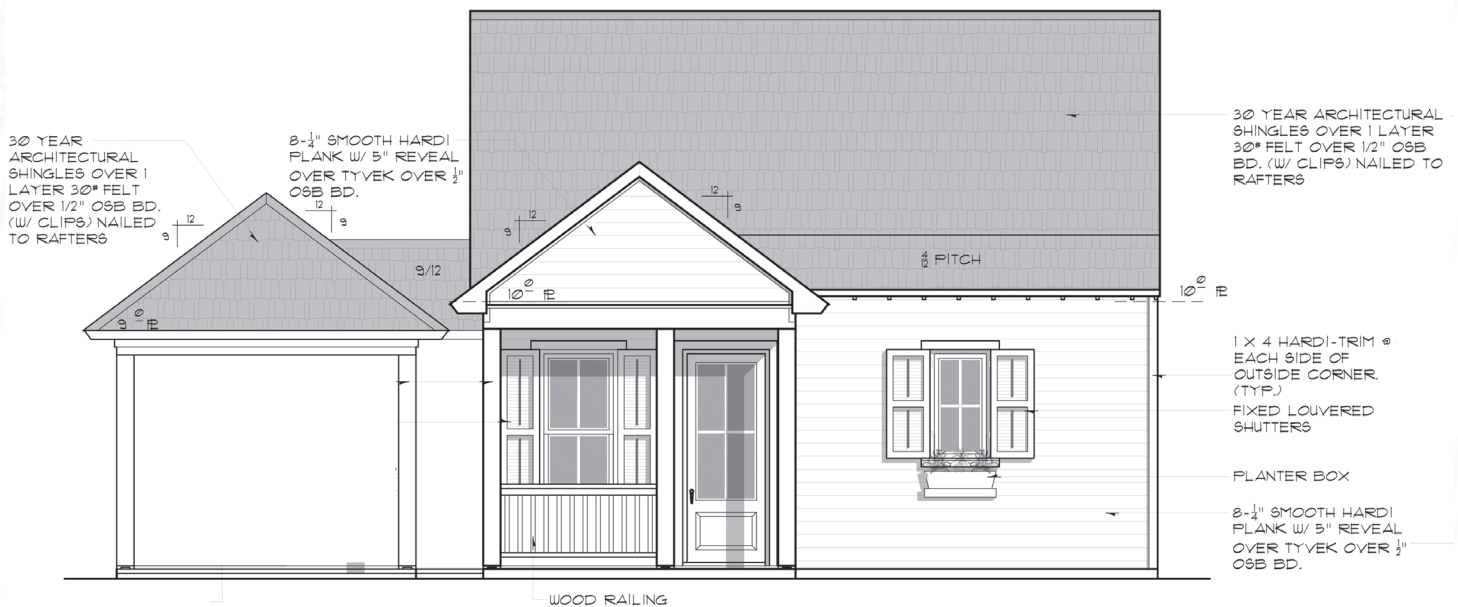 30 YEAR
ARCHITECTURAL
SHINGLES OVER 1
LAYER 30# FELT
OVER 1/2" OSB BD.
(W/ CLIPS) NAILED
TO RAFTERS
8-1/4" SMOOTH HARDI
PLANK W/ 5" REVEAL
OVER TYVEK OVER 1/2"
OSB BD.
12
9
12
9
12
9
12
9
9/12
4/12 PITCH
10 0 PL
9 0 PL
10 0 PL
30 YEAR ARCHITECTURAL
SHINGLES OVER 1 LAYER
30# FELT OVER 1/2" OSB
BD. (W/ CLIPS) NAILED TO
RAFTERS
1 X 4 HARDI-TRIM @
EACH SIDE OF
OUTSIDE CORNER.
(TYP.)
FIXED LOUVERED
SHUTTERS
PLANTER BOX
8-1/4" SMOOTH HARDI
PLANK W/ 5" REVEAL
OVER TYVEK OVER 1/2"
OSB BD.
WOOD RAILING